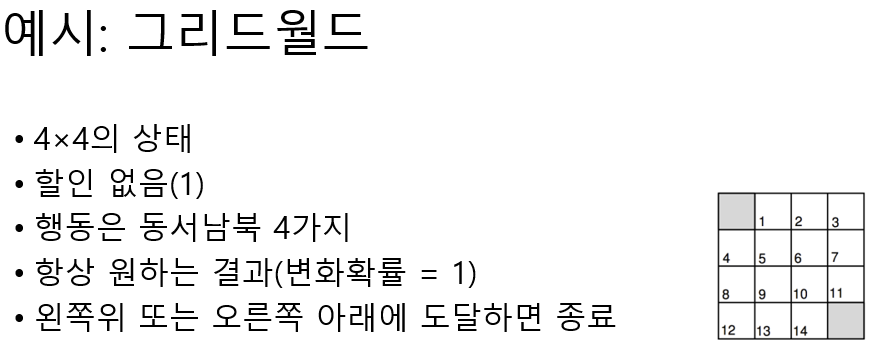 예시: 그리드월드
• 4×4의 상태
• 할인 없음(1)
• 행동은 동서남북 4가지
• 항상 원하는 결과(변화확률 = 1)
• 왼쪽위 또는 오른쪽 아래에 도달하면 종료
1 2 3
4 5 6 7
8 9 10 11
12 13 14